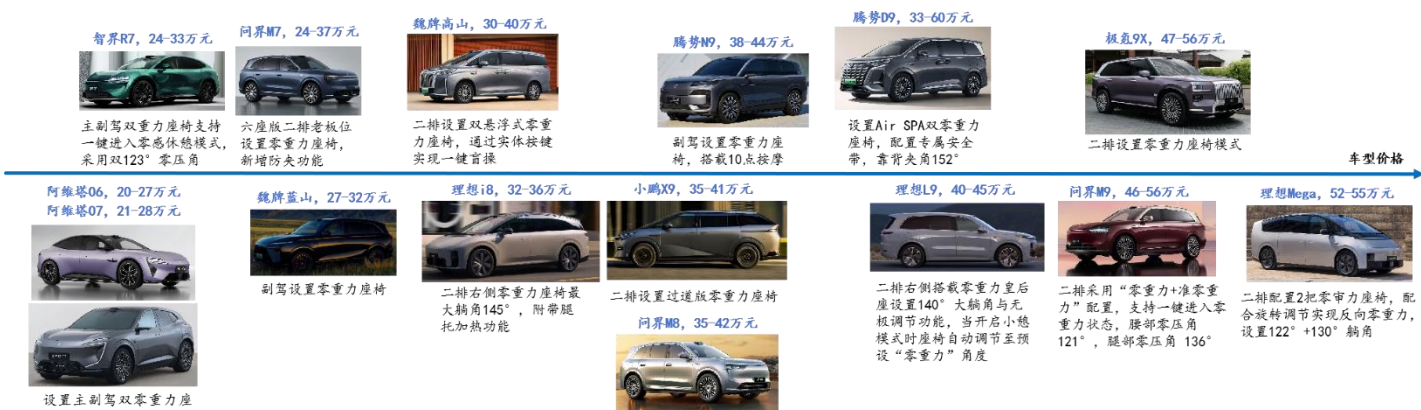 智界R7, 24-33万元
主副驾双重力座椅支持
一键进入零感休憩模式,
采用双123°零压角
问界M7, 24-37万元
六座版二排老板位
设置零重力座椅,
新增防夹功能
魏牌高山, 30-40万元
二排设置双悬浮式零重
力座椅, 通过实体按键
实现一键盲操
腾势N9, 38-44万元
副驾设置零重力座
椅, 搭载10点按摩
腾势D9, 33-60万元
设置Air SPA双零重力
座椅, 配置专属安全
带, 靠背夹角152°
极氪9X, 47-56万元
二排设置零重力座椅模式
车型价格
阿维塔06, 20-27万元
阿维塔07, 21-28万元
设置主副驾双零重力座
魏牌蓝山, 27-32万元
副驾设置零重力座椅
理想i8, 32-36万元
二排右侧零重力座椅最
大躺角145°, 附带腿
托加热功能
小鹏X9, 35-41万元
二排设置过道版零重力座椅
问界M8, 35-42万元
理想L9, 40-45万元
二排右侧搭载零重力皇后
座设置140°大躺角与无
极调节功能, 当开启小憩
模式时座椅自动调节至预
设“零重力”角度
问界M9, 46-56万元
二排采用“零重力+准零重
力”配置, 支持一键进入零
重力状态, 腰部零压角
121°, 腿部零压角 136°
理想Mega, 52-55万元
二排配置2把零审力座椅, 配
合旋转调节实现反向零重力,
设置122°+130°躺角